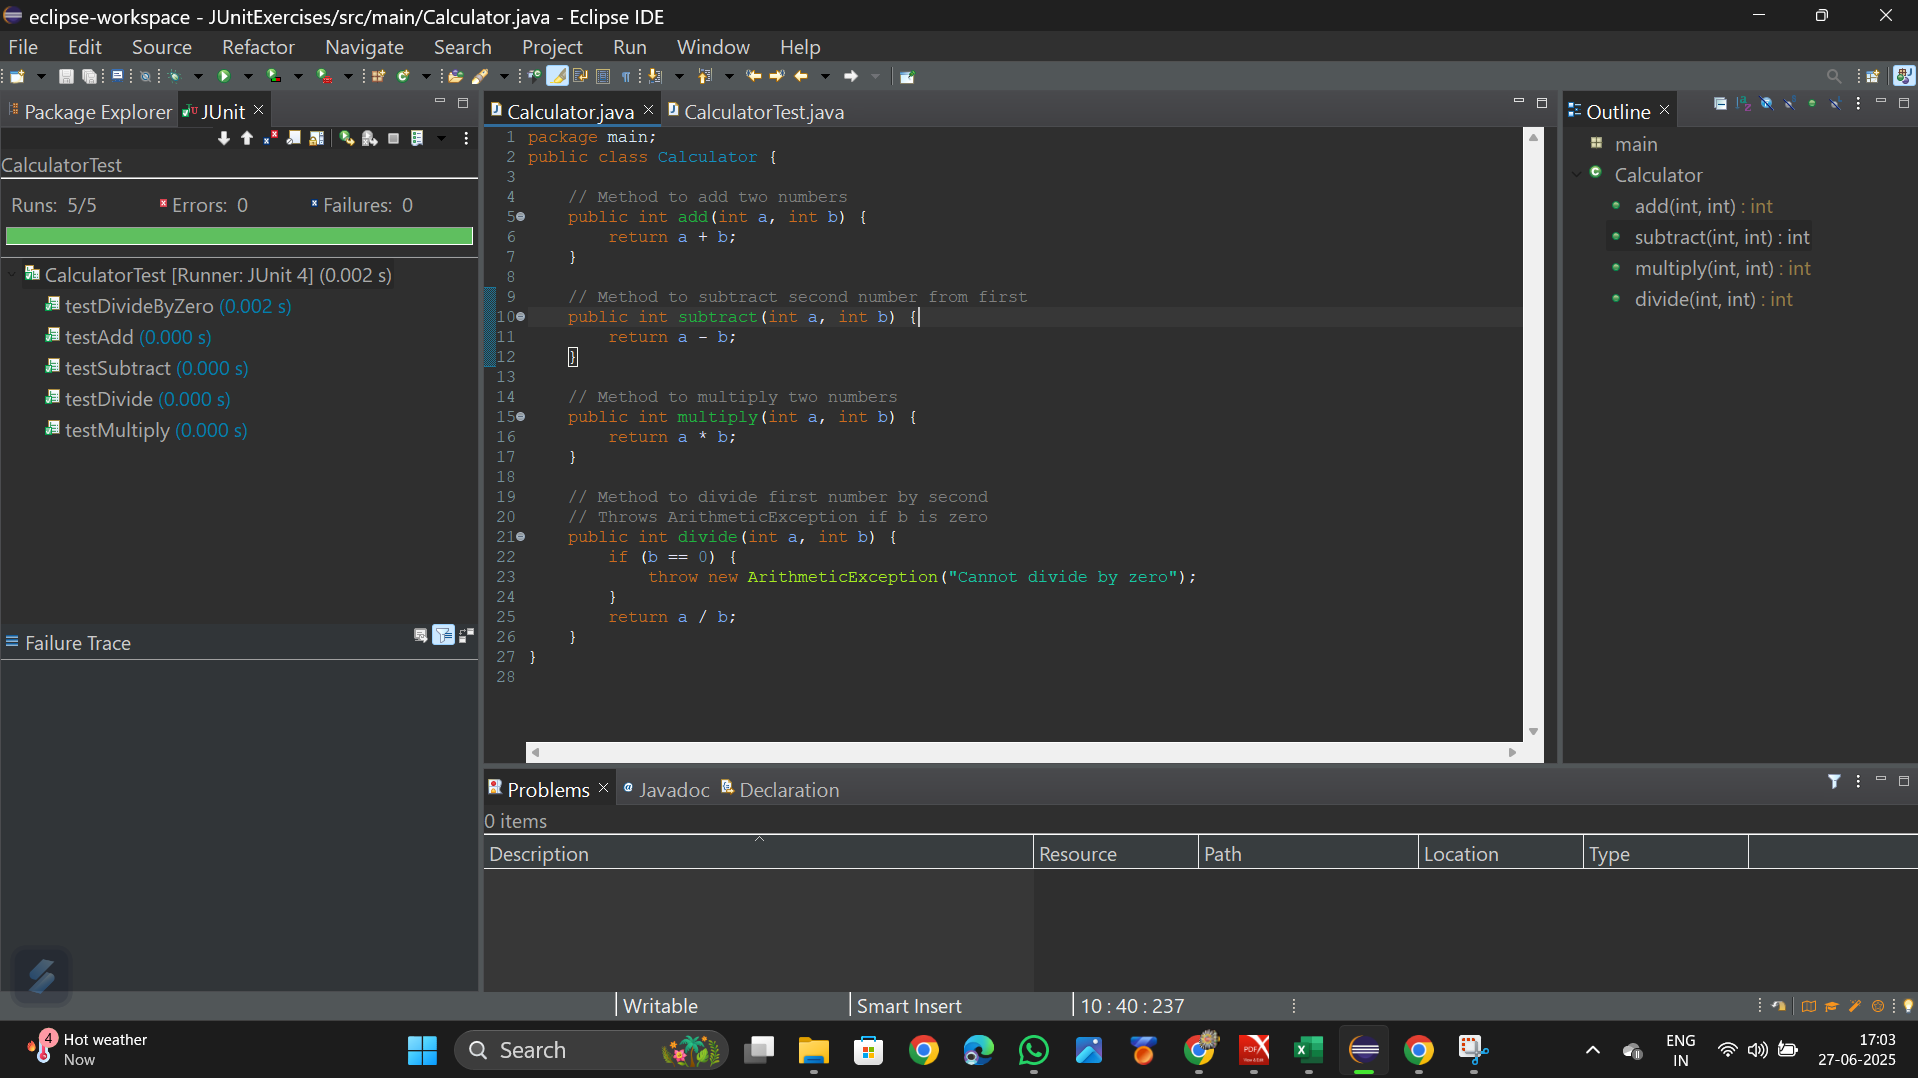 eclipse-workspace - JUnitExercises/src/main/Calculator.java - Eclipse IDE
File Edit Source Refactor Navigate Search Project Run Window Help
Package Explorer JUnit
CalculatorTest
Runs: 5/5 Errors: 0 Failures: 0
CalculatorTest [Runner: JUnit 4] (0.002 s)
testDivideByZero (0.002 s)
testAdd (0.000 s)
testSubtract (0.000 s)
testDivide (0.000 s)
testMultiply (0.000 s)
Failure Trace
Calculator.java CalculatorTest.java
1 package main;
2 public class Calculator {
3
4 // Method to add two numbers
5 public int add(int a, int b) {
6 return a + b;
7 }
8
9 // Method to subtract second number from first
10 public int subtract(int a, int b) {
11 return a - b;
12 }
13
14 // Method to multiply two numbers
15 public int multiply(int a, int b) {
16 return a * b;
17 }
18
19 // Method to divide first number by second
20 // Throws ArithmeticException if b is zero
21 public int divide(int a, int b) {
22 if (b == 0) {
23 throw new ArithmeticException("Cannot divide by zero");
24 }
25 return a / b;
26 }
27 }
28
Outline
main
Calculator
add(int, int) : int
subtract(int, int) : int
multiply(int, int) : int
divide(int, int) : int
Problems Javadoc Declaration
0 items
Description Resource Path Location Type
Writable Smart Insert 10 : 40 : 237
4 Hot weather
Now
Search
ENG
IN
17:03
27-06-2025